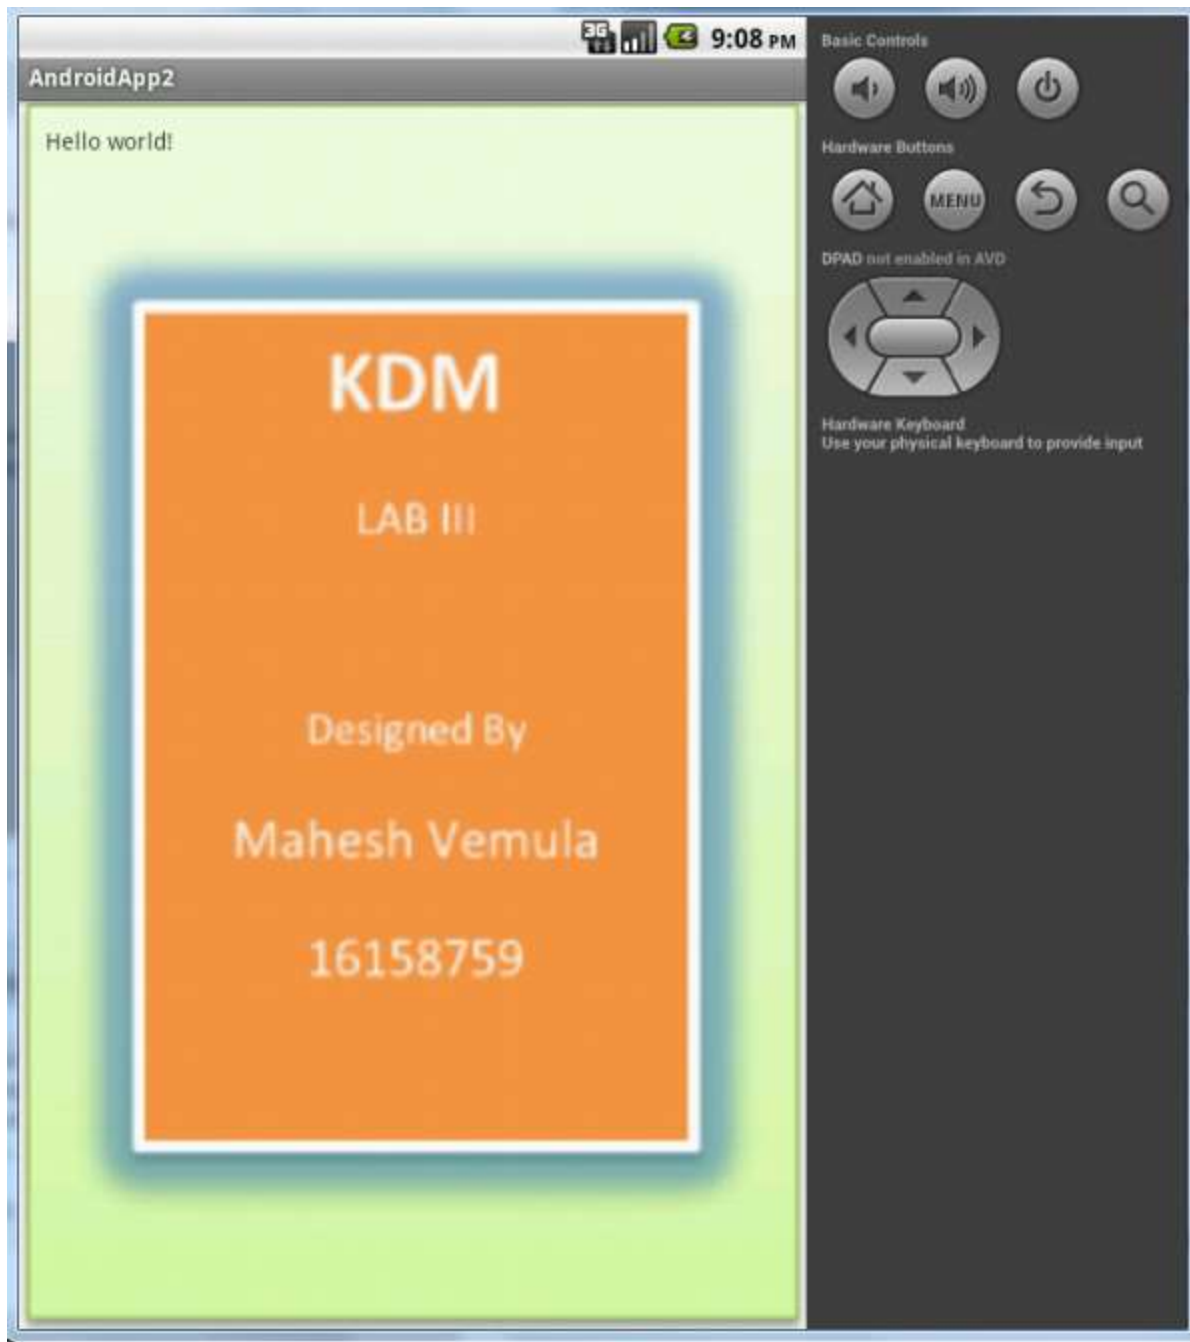 3G 9:08 PM
AndroidApp2
Hello world!
KDM
LAB III
Designed By
Mahesh Vemula
16158759
Basic Controls
Hardware Buttons
MENU
DPAD not enabled in AVD
Hardware Keyboard
Use your physical keyboard to provide input